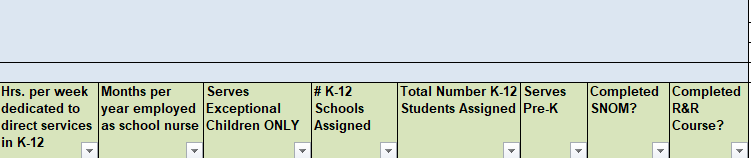 Hrs. per week
dedicated to
direct services
in K-12
Months per
year employed
as school nurse
Serves
Exceptional
Children ONLY
# K-12
Schools
Assigned
Total Number K-12
Students Assigned
Serves
Pre-K
Completed
SNOM?
Completed
R&R
Course?